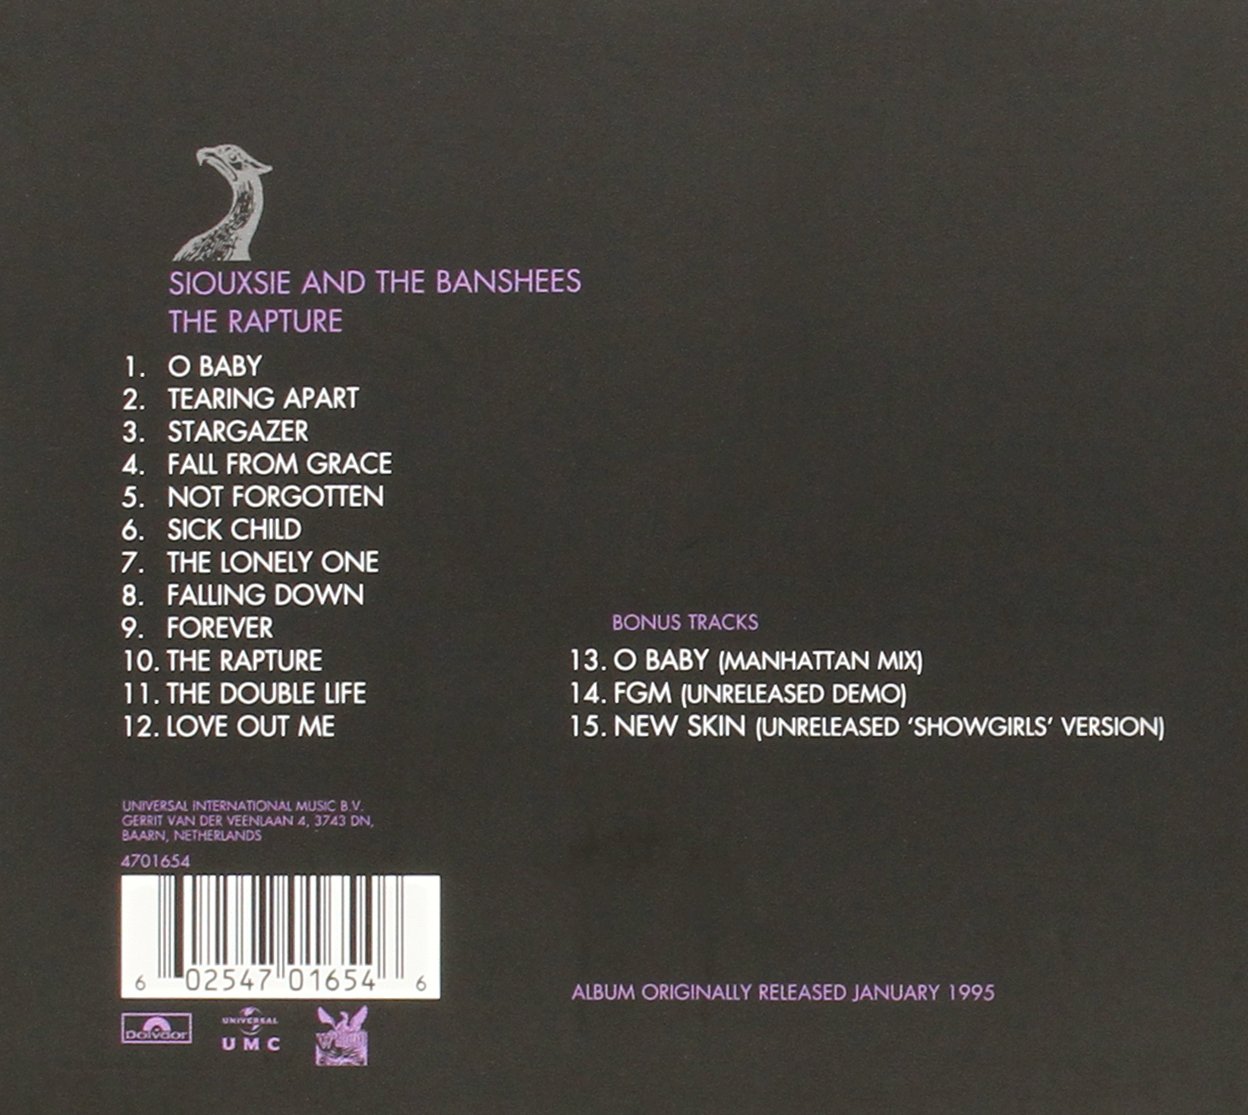 SIOUXSIE AND THE BANSHEES
THE RAPTURE
1. O BABY
2. TEARING APART
3. STARGAZER
4. FALL FROM GRACE
5. NOT FORGOTTEN
6. SICK CHILD
7. THE LONELY ONE
8. FALLING DOWN
9. FOREVER
10. THE RAPTURE
11. THE DOUBLE LIFE
12. LOVE OUT ME
BONUS TRACKS
13. O BABY (MANHATTAN MIX)
14. FGM (UNRELEASED DEMO)
15. NEW SKIN (UNRELEASED 'SHOWGIRLS' VERSION)
UNIVERSAL INTERNATIONAL MUSIC B.V.
GERRIT VAN DER VEENLAAN 4, 3743 DN,
BAARN, NETHERLANDS
4701654
6 02547 01654 6
ALBUM ORIGINALLY RELEASED JANUARY 1995
Polydor
UNIVERSAL
UMC